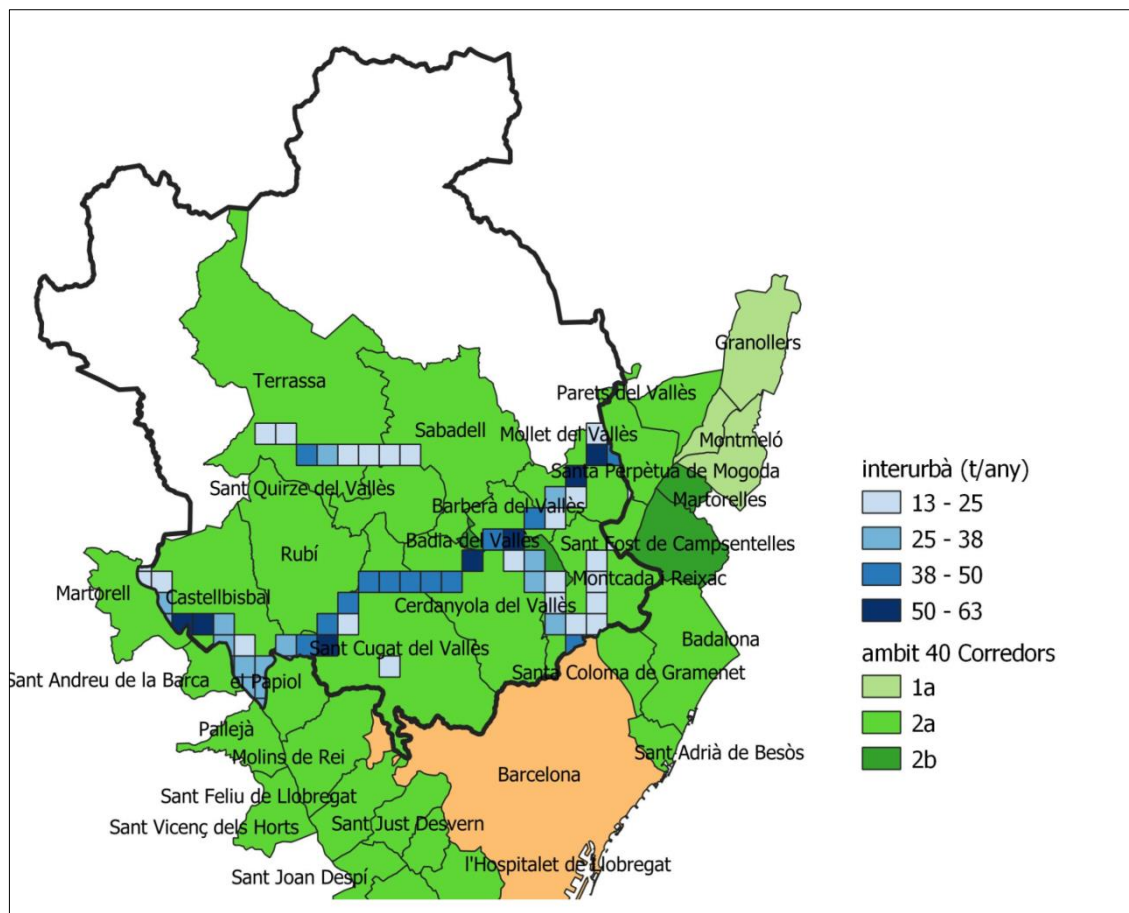 Granollers
Terrassa
Parets del Vallès
Sabadell
Mollet del Vallès
Montmeló
Santa Perpètua de Mogoda
Sant Quirze del Vallès
Martorelles
Barberà del Vallès
Badia del Vallès
Sant Fost de Campsentelles
Rubí
Montcada i Reixac
Martorell
Castellbisbal
Cerdanyola del Vallès
Sant Cugat del Vallès
Badalona
Santa Coloma de Gramenet
Sant Andreu de la Barca
el Papiol
Pallejà
Molins de Rei
Sant Adrià de Besòs
Barcelona
Sant Feliu de Llobregat
Sant Vicenç dels Horts
Sant Just Desvern
l'Hospitalet de Llobregat
Sant Joan Despí
interurbà (t/any)
13 - 25
25 - 38
38 - 50
50 - 63
ambit 40 Corredors
1a
2a
2b